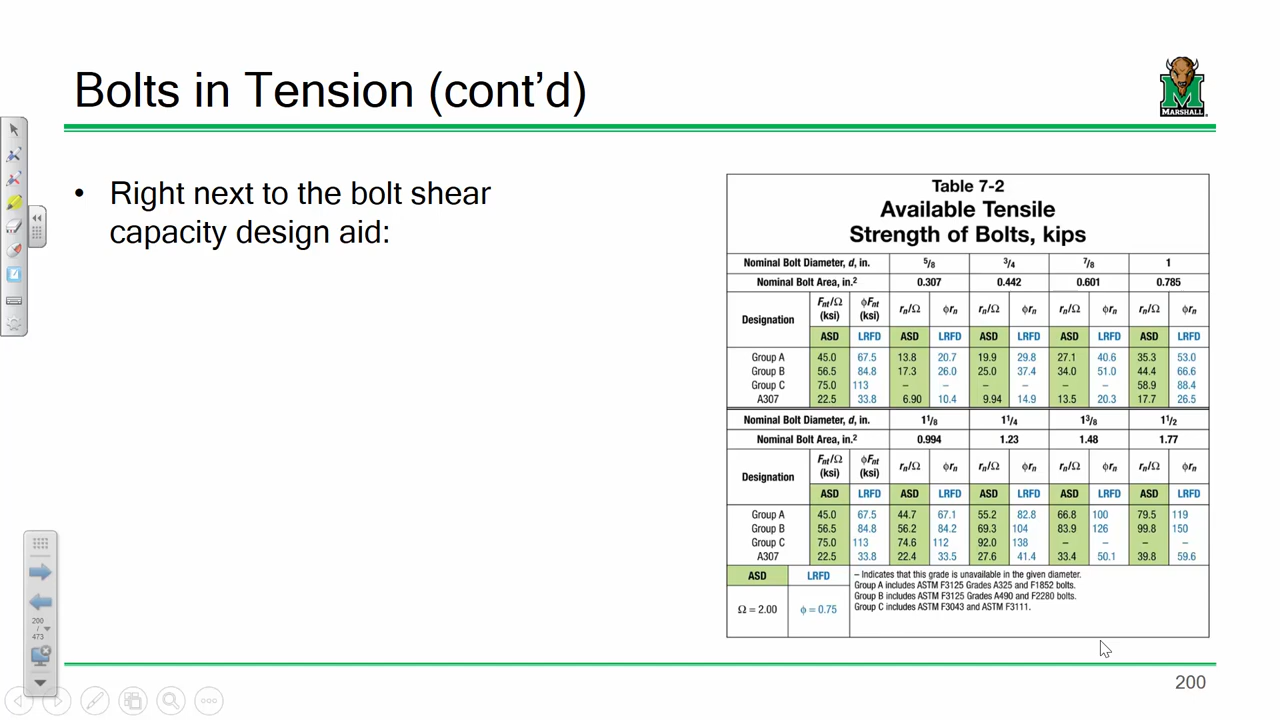 Bolts in Tension (cont’d)
MARSHALL
• Right next to the bolt shear
capacity design aid:
Table 7-2
Available Tensile
Strength of Bolts, kips
Nominal Bolt Diameter, d, in. 5/8 3/4 7/8 1
Nominal Bolt Area, in.² 0.307 0.442 0.601 0.785
Designation Fnt/Ω (ksi) ϕFnt (ksi) rn/Ω ϕrn rn/Ω ϕrn rn/Ω ϕrn rn/Ω ϕrn
ASD LRFD ASD LRFD ASD LRFD ASD LRFD ASD LRFD
Group A 45.0 67.5 13.8 20.7 19.9 29.8 27.1 40.6 35.3 53.0
Group B 56.5 84.8 17.3 26.0 25.0 37.4 34.0 51.0 44.4 66.6
Group C 75.0 113 – – – – – – 58.9 88.4
A307 22.5 33.8 6.90 10.4 9.94 14.9 13.5 20.3 17.7 26.5
Nominal Bolt Diameter, d, in. 1 1/8 1 1/4 1 3/8 1 1/2
Nominal Bolt Area, in.² 0.994 1.23 1.48 1.77
Designation Fnt/Ω (ksi) ϕFnt (ksi) rn/Ω ϕrn rn/Ω ϕrn rn/Ω ϕrn rn/Ω ϕrn
ASD LRFD ASD LRFD ASD LRFD ASD LRFD ASD LRFD
Group A 45.0 67.5 44.7 67.1 55.2 82.8 66.8 100 79.5 119
Group B 56.5 84.8 56.2 84.2 69.3 104 83.9 126 99.8 150
Group C 75.0 113 74.6 112 92.0 138 – – – –
A307 22.5 33.8 22.4 33.5 27.6 41.4 33.4 50.1 39.8 59.6
ASD LRFD
Ω = 2.00 ϕ = 0.75
– Indicates that this grade is unavailable in the given diameter.
Group A includes ASTM F3125 Grades A325 and F1852 bolts.
Group B includes ASTM F3125 Grades A490 and F2280 bolts.
Group C includes ASTM F3043 and ASTM F3111.
200
/
473
200